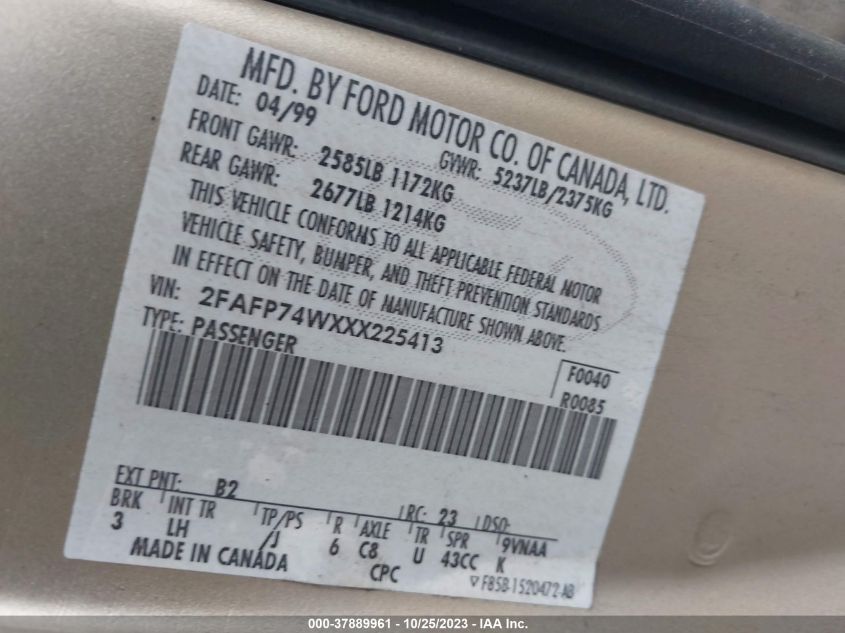 MFD. BY FORD MOTOR CO. OF CANADA, LTD.
DATE: 04/99 GVWR: 5237LB/2375KG
FRONT GAWR: 2585LB 1172KG
REAR GAWR: 2677LB 1214KG
THIS VEHICLE CONFORMS TO ALL APPLICABLE FEDERAL MOTOR
VEHICLE SAFETY, BUMPER, AND THEFT PREVENTION STANDARDS
IN EFFECT ON THE DATE OF MANUFACTURE SHOWN ABOVE.
VIN: 2FAFP74WXXX225413
TYPE: PASSENGER
F0040
R0085
EXT PNT: B2 RC: 23 DSO:
BRK INT TR TP/PS R AXLE TR SPR 9VNAA
3 LH /J 6 C8 U 43CC K
MADE IN CANADA CPC ▽F85B-1520472-AB
000-37889961 - 10/25/2023 - IAA Inc.